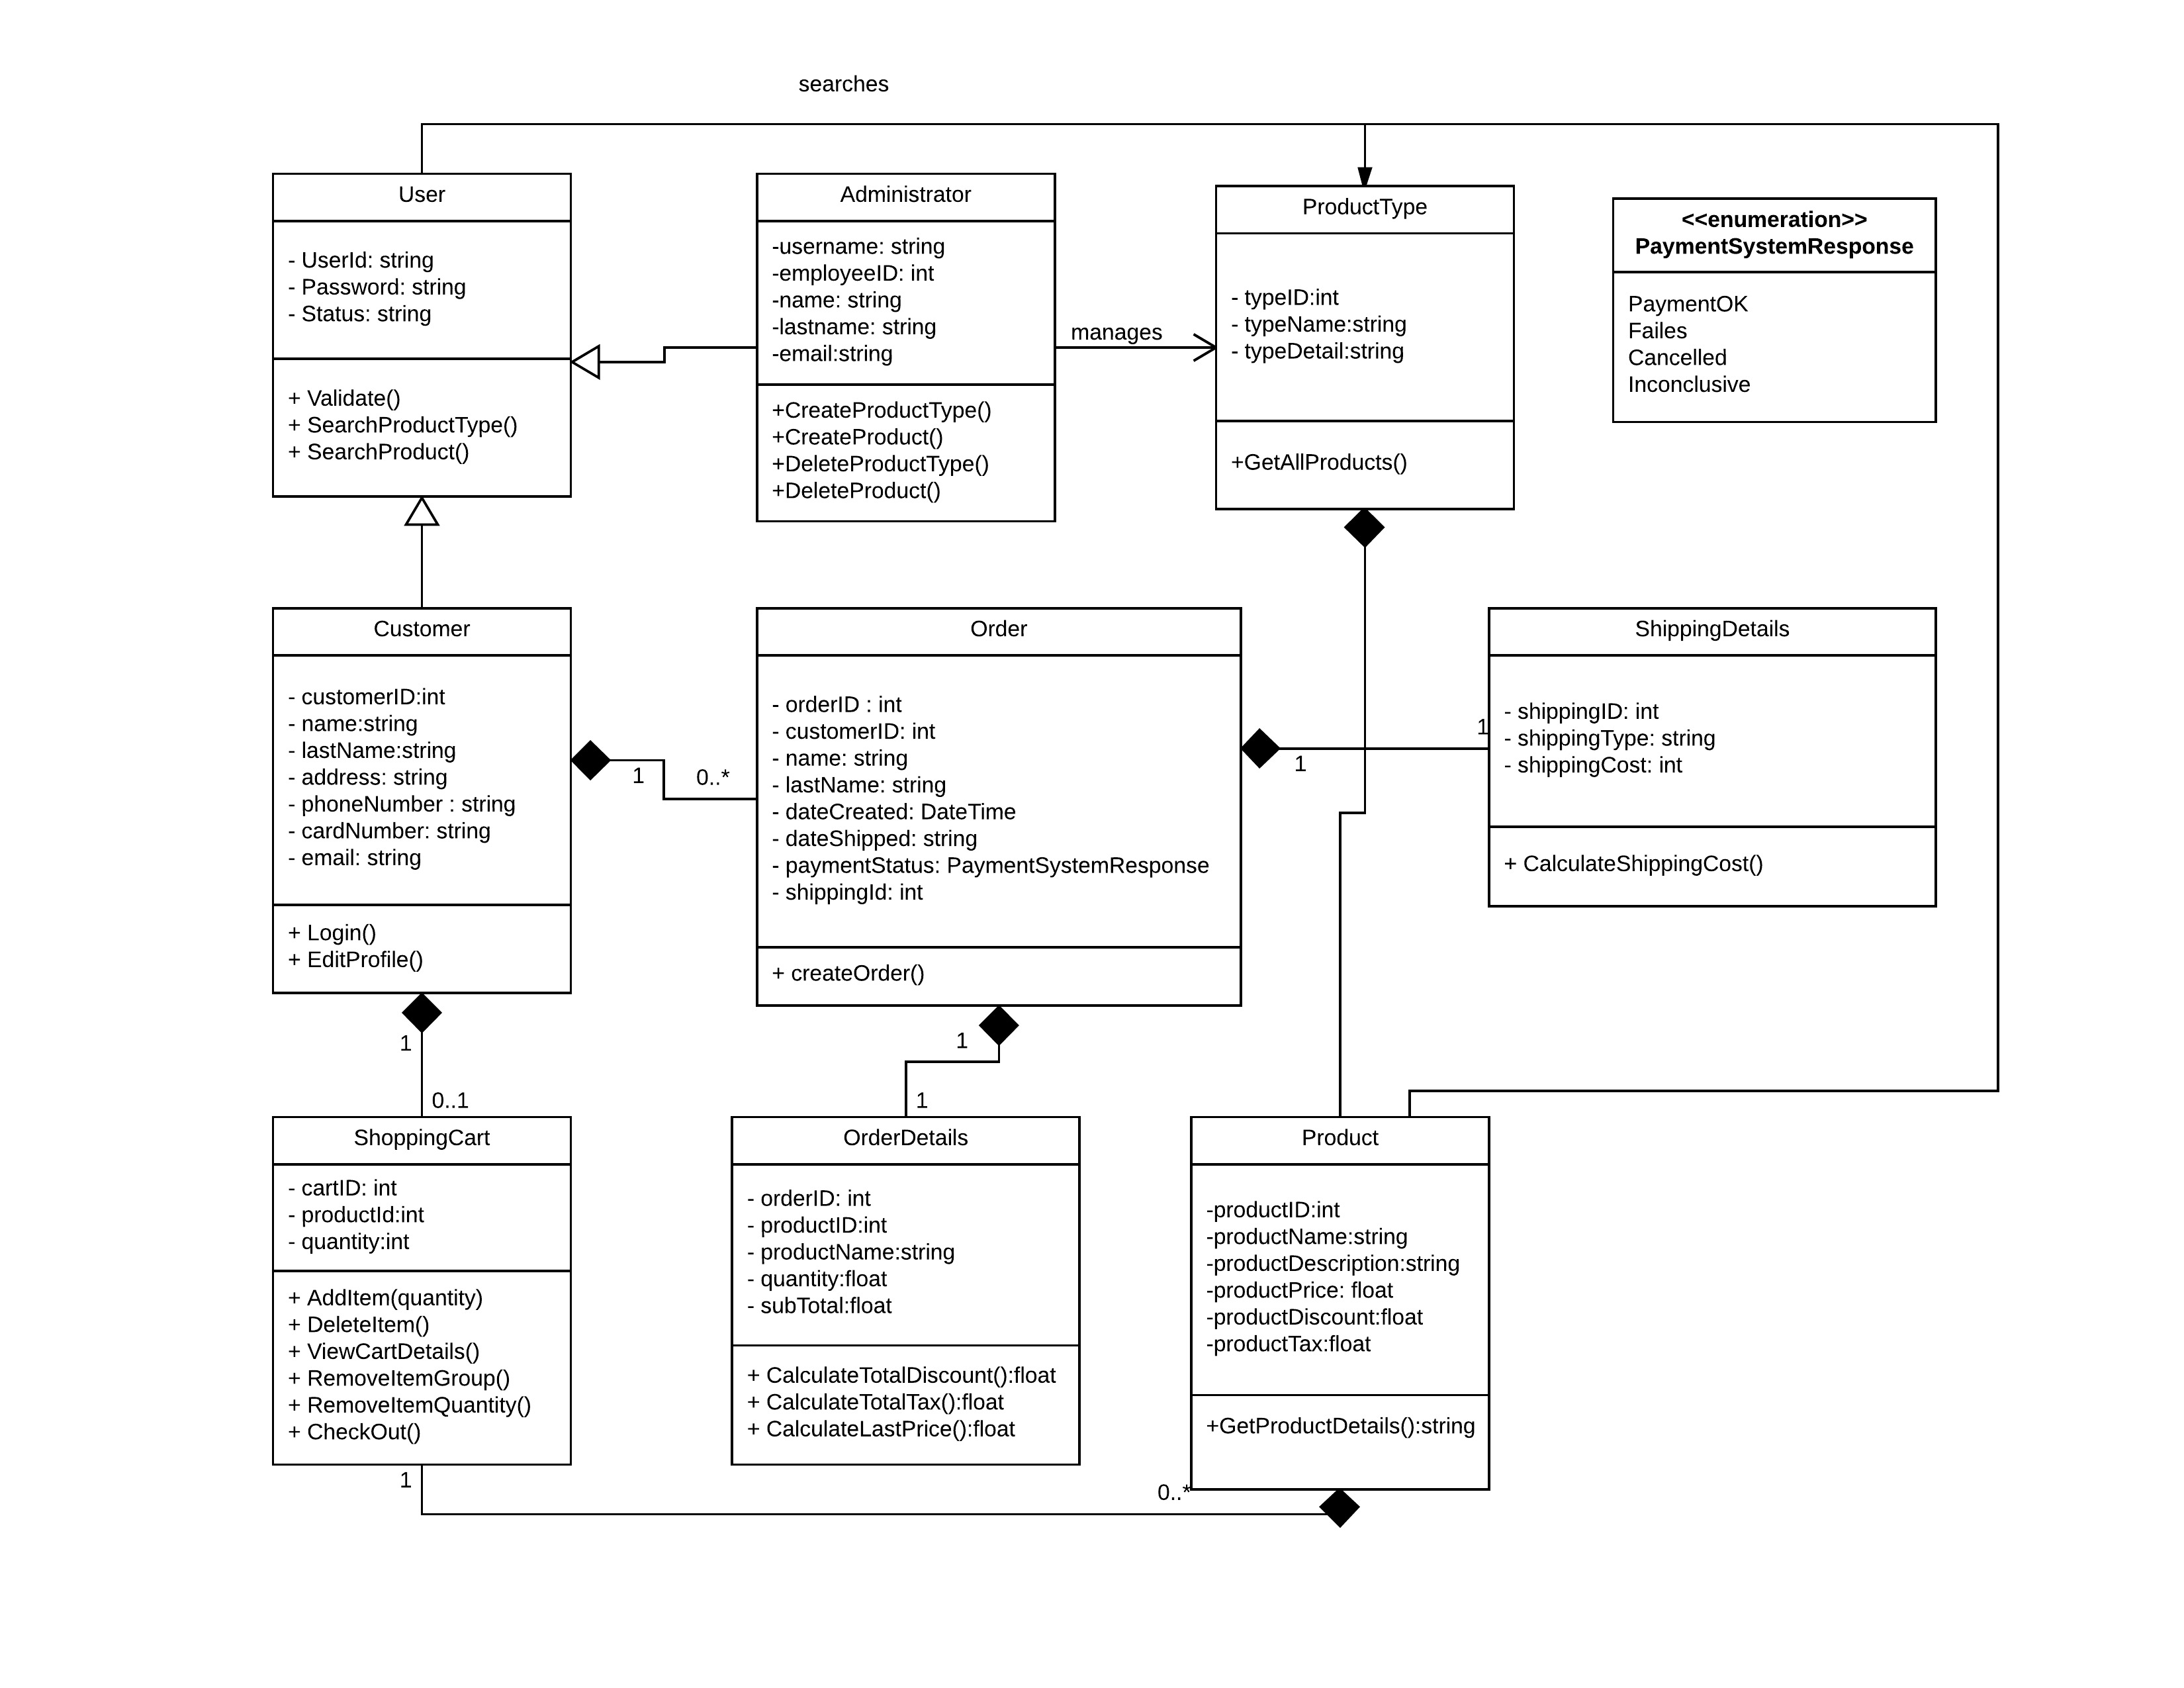 searches
User
- UserId: string
- Password: string
- Status: string
+ Validate()
+ SearchProductType()
+ SearchProduct()
Administrator
-username: string
-employeeID: int
-name: string
-lastname: string
-email:string
+CreateProductType()
+CreateProduct()
+DeleteProductType()
+DeleteProduct()
manages
ProductType
- typeID:int
- typeName:string
- typeDetail:string
+GetAllProducts()
<<enumeration>>
PaymentSystemResponse
PaymentOK
Failes
Cancelled
Inconclusive
Customer
- customerID:int
- name:string
- lastName:string
- address: string
- phoneNumber : string
- cardNumber: string
- email: string
+ Login()
+ EditProfile()
1
0..*
Order
- orderID : int
- customerID: int
- name: string
- lastName: string
- dateCreated: DateTime
- dateShipped: string
- paymentStatus: PaymentSystemResponse
- shippingId: int
+ createOrder()
1
1
ShippingDetails
- shippingID: int
- shippingType: string
- shippingCost: int
+ CalculateShippingCost()
1
0..1
1
1
ShoppingCart
- cartID: int
- productId:int
- quantity:int
+ AddItem(quantity)
+ DeleteItem()
+ ViewCartDetails()
+ RemoveItemGroup()
+ RemoveItemQuantity()
+ CheckOut()
OrderDetails
- orderID: int
- productID:int
- productName:string
- quantity:float
- subTotal:float
+ CalculateTotalDiscount():float
+ CalculateTotalTax():float
+ CalculateLastPrice():float
Product
-productID:int
-productName:string
-productDescription:string
-productPrice: float
-productDiscount:float
-productTax:float
+GetProductDetails():string
1
0..*